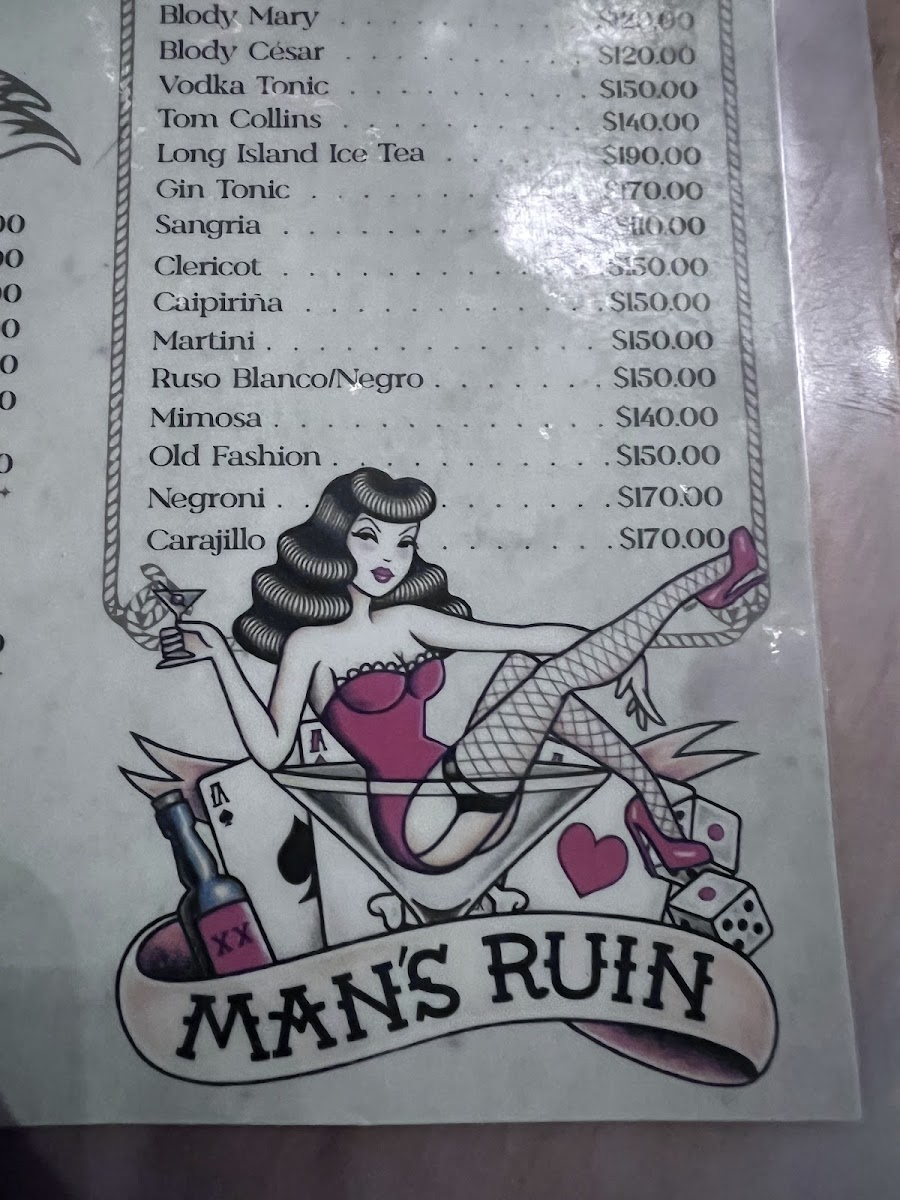 Blody Mary . . . . . . . . . . . $120.00
Blody César . . . . . . . . . . . $120.00
Vodka Tonic . . . . . . . . . . . $150.00
Tom Collins . . . . . . . . . . . $140.00
Long Island Ice Tea . . . . . . $190.00
Gin Tonic . . . . . . . . . . . . $170.00
Sangria . . . . . . . . . . . . . $110.00
Clericot . . . . . . . . . . . . . $150.00
Caipiriña . . . . . . . . . . . . $150.00
Martini . . . . . . . . . . . . . $150.00
Ruso Blanco/Negro . . . . . . . $150.00
Mimosa . . . . . . . . . . . . . $140.00
Old Fashion . . . . . . . . . . . $150.00
Negroni . . . . . . . . $170.00
Carajillo . . . . . . . $170.00
A
A
XX
MAN'S RUIN